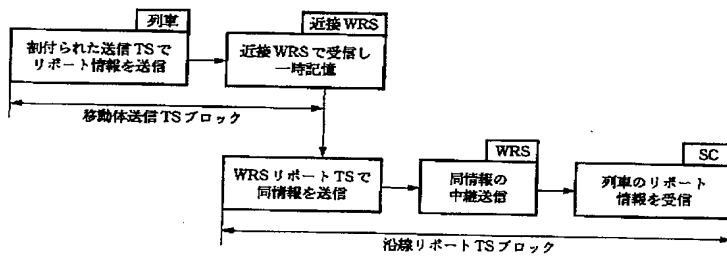 列車
割付られた送信TSで
リポート情報を送信
近接WRS
近接WRSで受信し
一時記憶
移動体送信TSブロック
WRSリポートTSで
同情報を送信
WRS
同情報の
中継送信
SC
列車のリポート
情報を受信
沿線リポートTSブロック